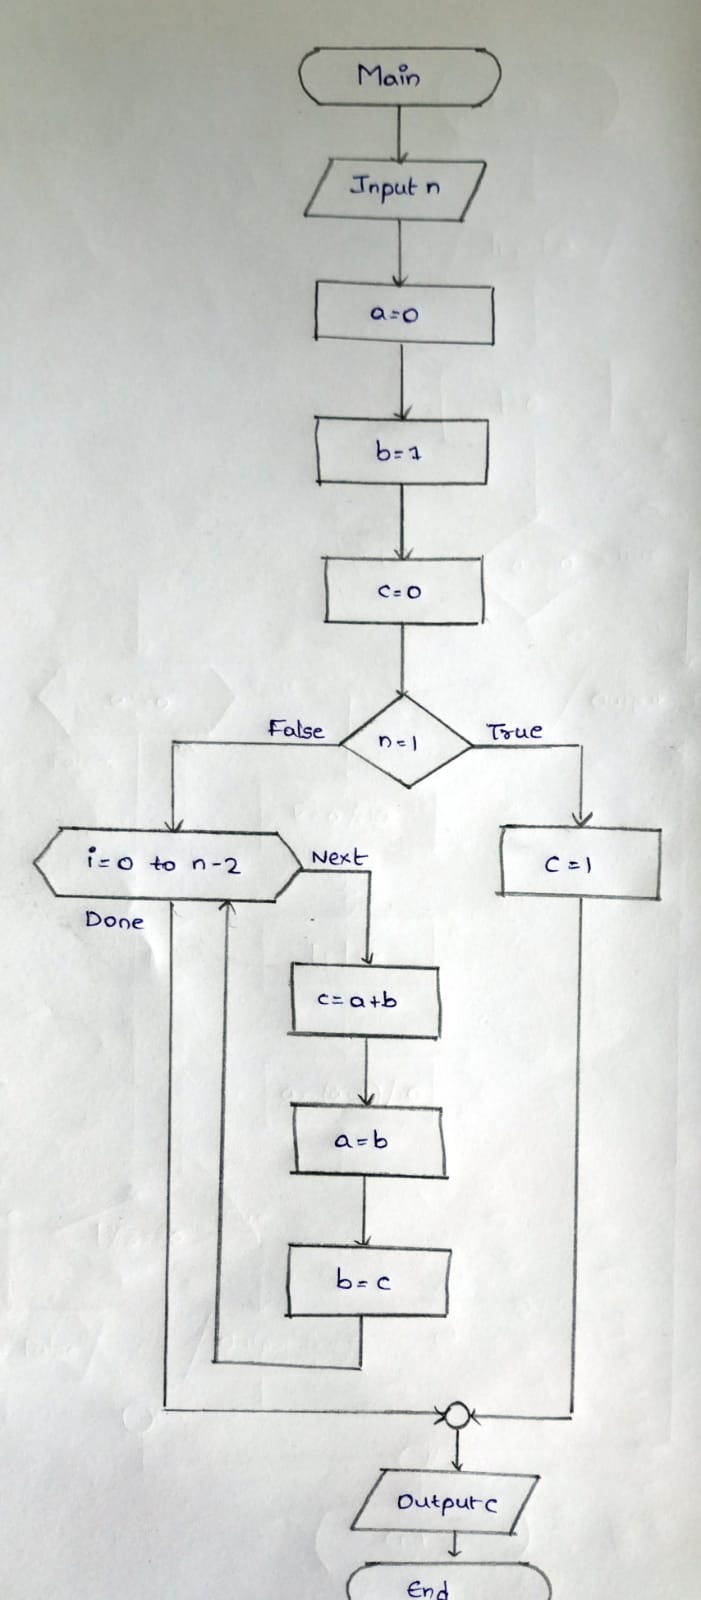 Main
Input n
a=0
b=1
c=0
n=1
False
True
i=0 to n-2
Next
Done
c=a+b
a=b
b=c
C=1
Output c
End